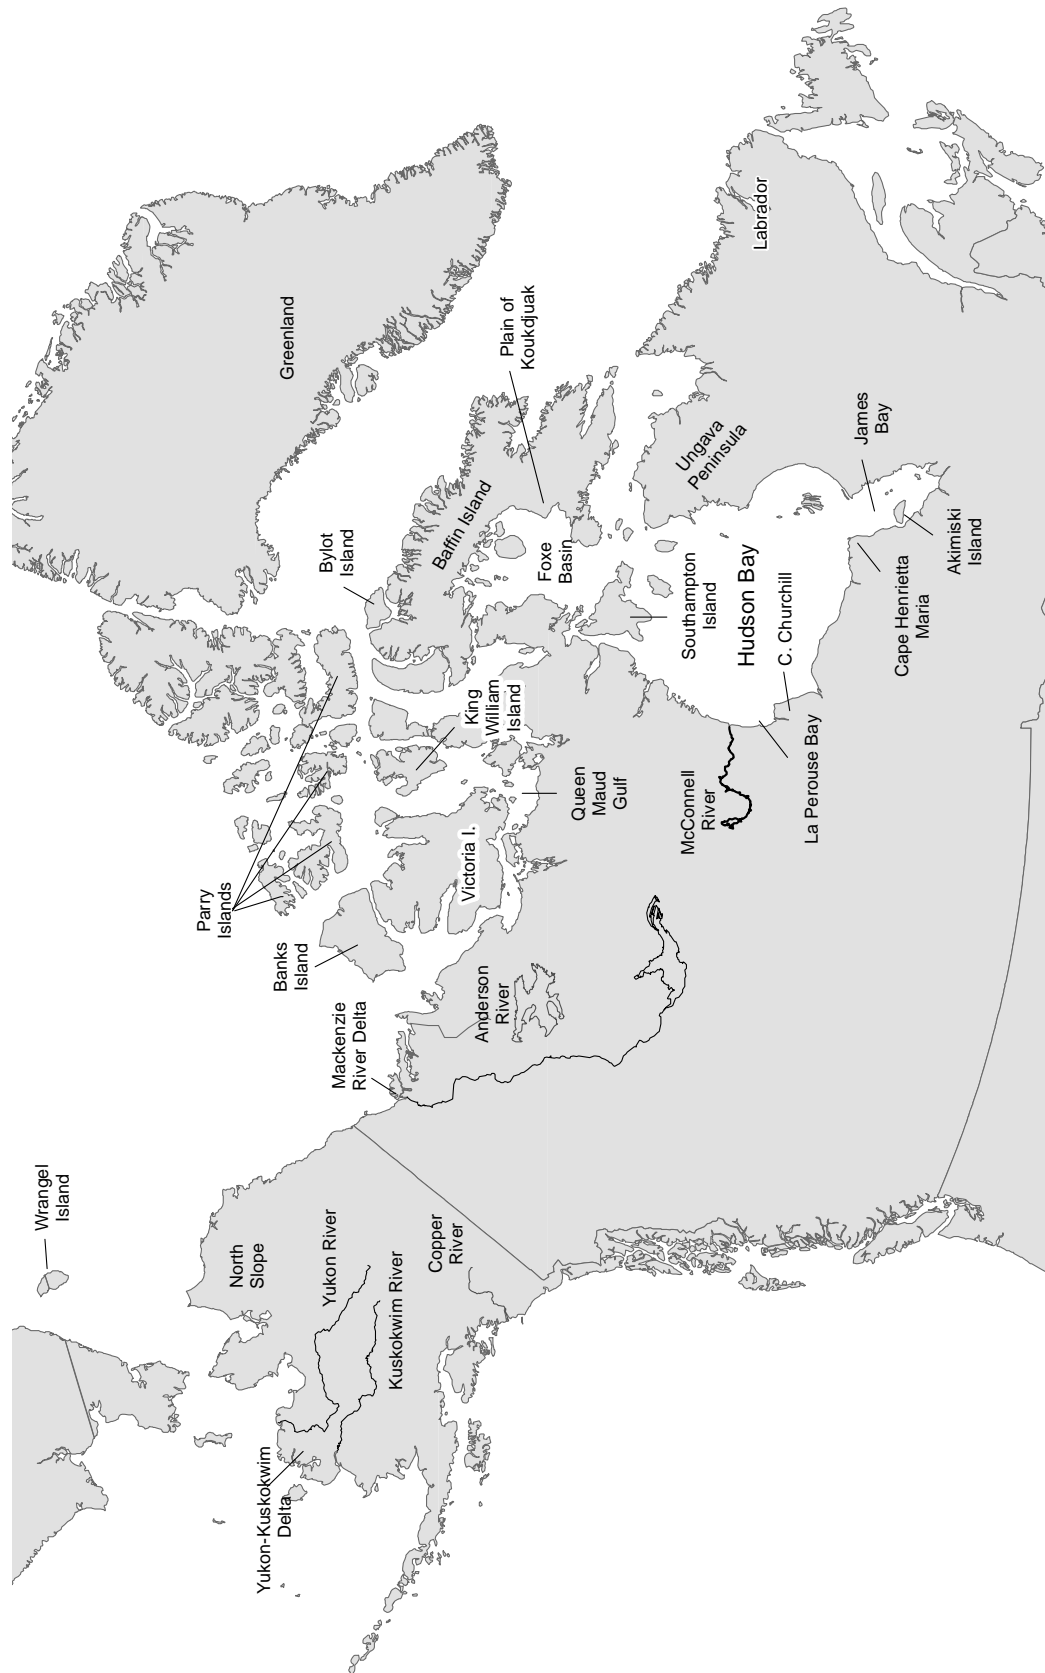 Wrangel
Island
North
Slope
Yukon River
Kuskokwim River
Copper
River
Yukon-Kuskokwim
Delta
Mackenzie
River Delta
Anderson
River
Banks
Island
Parry
Islands
Victoria I.
King
William
Island
Queen
Maud
Gulf
Bylot
Island
Baffin Island
Greenland
Foxe
Basin
Plain of
Koukdjuak
Southampton
Island
Hudson Bay
C. Churchill
La Perouse Bay
McConnell
River
Cape Henrietta
Maria
Akimiski
Island
James
Bay
Ungava
Peninsula
Labrador